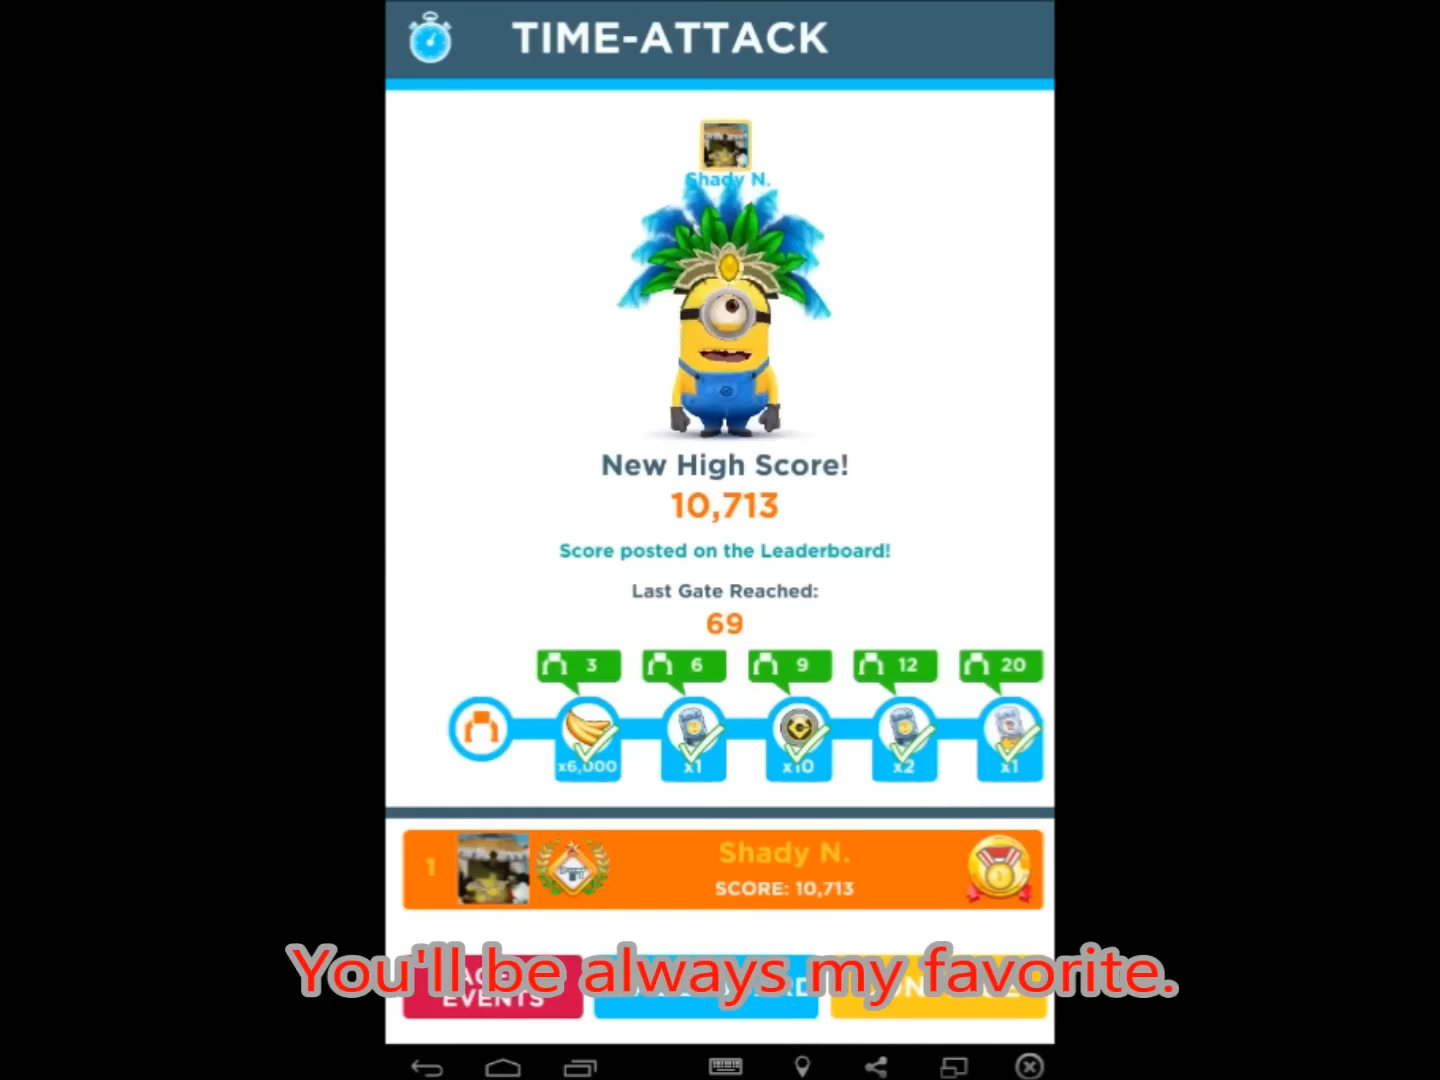 TIME-ATTACK
Shady N.
New High Score!
10,713
Score posted on the Leaderboard!
Last Gate Reached:
69
3 6 9 12 20
x6,000 x1 x10 x2 x1
1
Shady N.
SCORE: 10,713
EVENTS
You'll be always my favorite.